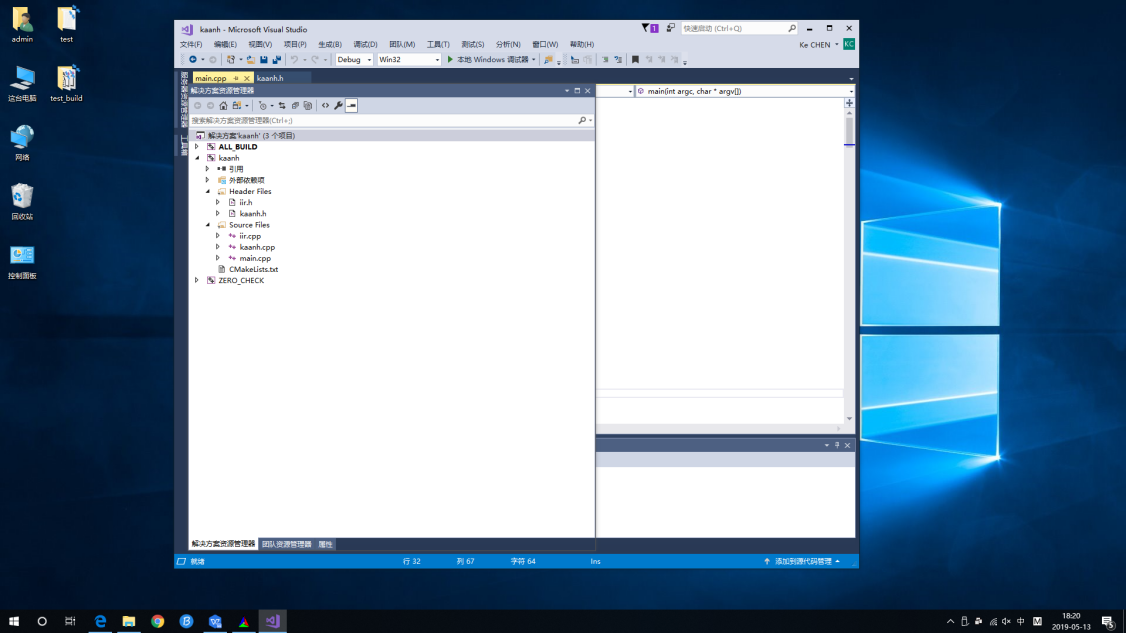 admin
test
这台电脑
test_build
网络
回收站
控制面板
kaanh - Microsoft Visual Studio
1
快速启动 (Ctrl+Q)
文件(F) 编辑(E) 视图(V) 项目(P) 生成(B) 调试(D) 团队(M) 工具(T) 测试(S) 分析(N) 窗口(W) 帮助(H)
Ke CHEN
KC
Debug
Win32
本地 Windows 调试器
main.cpp
kaanh.h
解决方案资源管理器
main(int argc, char * argv[])
搜索解决方案资源管理器(Ctrl+;)
解决方案'kaanh' (3 个项目)
ALL_BUILD
kaanh
引用
外部依赖项
Header Files
iir.h
kaanh.h
Source Files
iir.cpp
kaanh.cpp
main.cpp
CMakeLists.txt
ZERO_CHECK
解决方案资源管理器 团队资源管理器 属性
就绪
行 32
列 67
字符 64
Ins
添加到源代码管理
中
M
18:20
2019-05-13